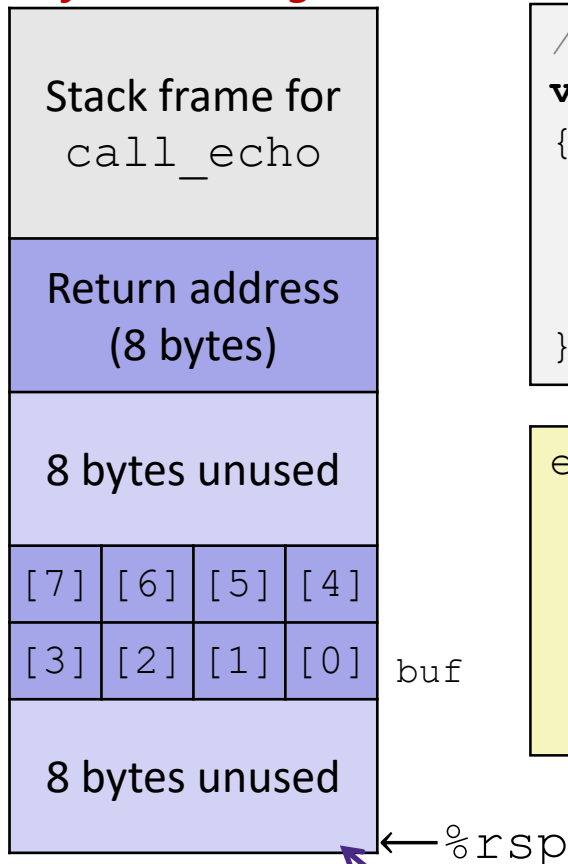 Stack frame for
call_echo
Return address
(8 bytes)
8 bytes unused
[7] [6] [5] [4]
[3] [2] [1] [0] buf
8 bytes unused
←%rsp
/
v
{
}
e